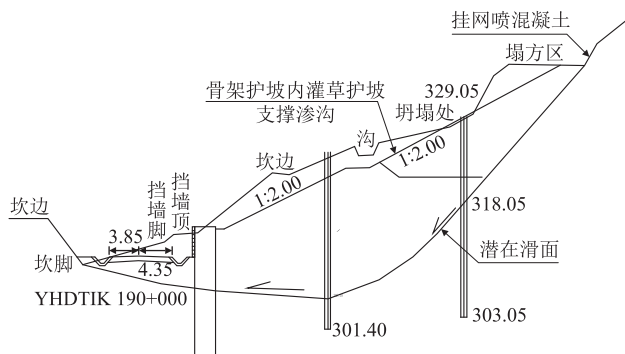 挂网喷混凝土
塌方区
骨架护坡内灌草护坡
329.05
支撑渗沟
坍塌处
沟
1:2.00
坎边
1:2.00
挡墙顶
挡墙脚
坎边
3.85
318.05
坎脚
4.35
潜在滑面
YHDTIK 190+000
301.40
303.05